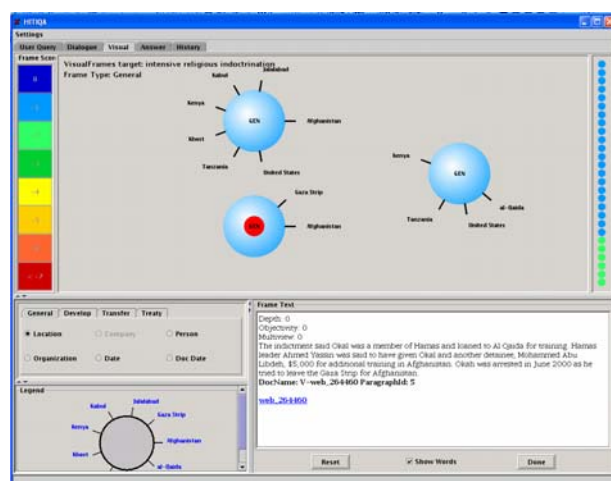 HITIQA
Settings
User Query Dialogue Visual Answer History
Frame Score
VisualFrames target: intensive religious indoctrination
Frame Type: General
0
-1
-4
-5
Kabul
Jalalabad
Kenya
GEN
Afghanistan
Khost
Tanzania
United States
Kenya
GEN
al-Qaida
Tanzania
United States
Gaza Strip
GEN
Afghanistan
General Develop Transfer Treaty
Location Company Person
Organization Date Doc Date
Legend
Kabul
Jalalabad
Gaza Strip
Kenya
Afghanistan
Khost
al-Qaida
Frame Text
Depth: 0
Objectivity: 0
Multiview: 0
The indictment said Okal was a member of Hamas and loaned to Al Qaida for training. Hamas
leader Ahmed Yassin was said to have given Okal and another detainee, Mohammed Abu
Libdeh, $5,000 for additional training in Afghanistan. Okah was arrested in June 2000 as he
tried to leave the Gaza Strip for Afghanistan.
DocName: V-web_264460 ParagraphId: 5
web_264460
Reset Show Words Done